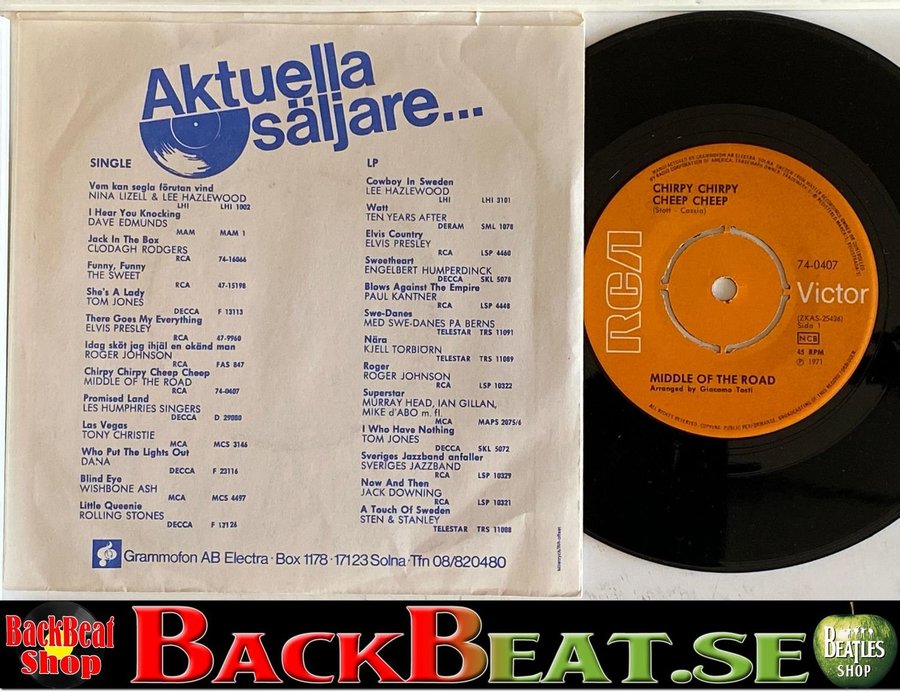 Aktuella
säljare...
SINGLE
Vem kan segla förutan vind
NINA LIZELL & LEE HAZLEWOOD
LHI LHI 1002
I Hear You Knocking
DAVE EDMUNDS
MAM MAM 1
Jack In The Box
CLODAGH RODGERS
RCA 74-16066
Funny, Funny
THE SWEET
RCA 47-15198
She's A Lady
TOM JONES
DECCA F 13113
There Goes My Everything
ELVIS PRESLEY
RCA 47-9960
Idag sköt jag ihjäl en okänd man
ROGER JOHNSON
RCA FAS 847
Chirpy Chirpy Cheep Cheep
MIDDLE OF THE ROAD
RCA 74-0407
Promised Land
LES HUMPHRIES SINGERS
DECCA D 29080
Las Vegas
TONY CHRISTIE
MCA MCS 3146
Who Put The Lights Out
DANA
DECCA F 23116
Blind Eye
WISHBONE ASH
MCA MCS 4497
Little Queenie
ROLLING STONES
DECCA F 13126
LP
Cowboy In Sweden
LEE HAZLEWOOD
LHI LHI 3101
Watt
TEN YEARS AFTER
DERAM SML 1078
Elvis Country
ELVIS PRESLEY
RCA LSP 4460
Sweetheart
ENGELBERT HUMPERDINCK
DECCA SKL 5078
Blows Against The Empire
PAUL KANTNER
RCA LSP 4448
Swe-Danes
MED SWE-DANES PÅ BERNS
TELESTAR TRS 11091
Nära
KJELL TORBIÖRN
TELESTAR TRS 11089
Roger
ROGER JOHNSON
RCA LSP 10322
Superstar
MURRAY HEAD, IAN GILLAN,
MIKE d'ABO m. fl.
MCA MAPS 2075/6
I Who Have Nothing
TOM JONES
DECCA SKL 5072
Sveriges Jazzband anfaller
SVERIGES JAZZBAND
RCA LSP 10329
Now And Then
JACK DOWNING
RCA LSP 10321
A Touch Of Sweden
STEN & STANLEY
TELESTAR TRS 11088
Grammofon AB Electra · Box 1178 · 17123 Solna · Tfn 08/820480
CHIRPY CHIRPY
CHEEP CHEEP
(Stott - Cassia)
RCA
74-0407
Victor
(ZKAS-25426)
Side 1
NCB
45 RPM
℗ 1971
MIDDLE OF THE ROAD
Arranged by Giacomo Tosti
BackBeat
Shop
BACKBEAT.SE
BEATLES
SHOP